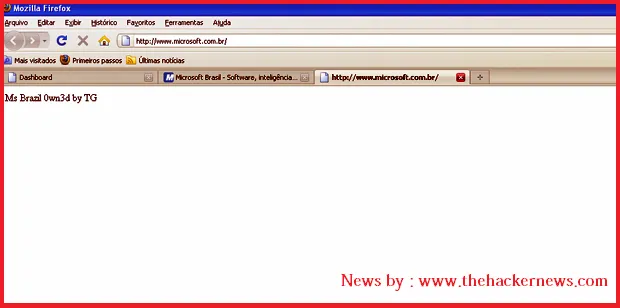 Mozilla Firefox
Arquivo Editar Exibir Histórico Favoritos Ferramentas Ajuda
http://www.microsoft.com.br/
Mais visitados Primeiros passos Últimas notícias
Dashboard Microsoft Brasil - Software, inteligência... http://www.microsoft.com.br/
Ms Brazil 0wn3d by TG
News by : www.thehackernews.com